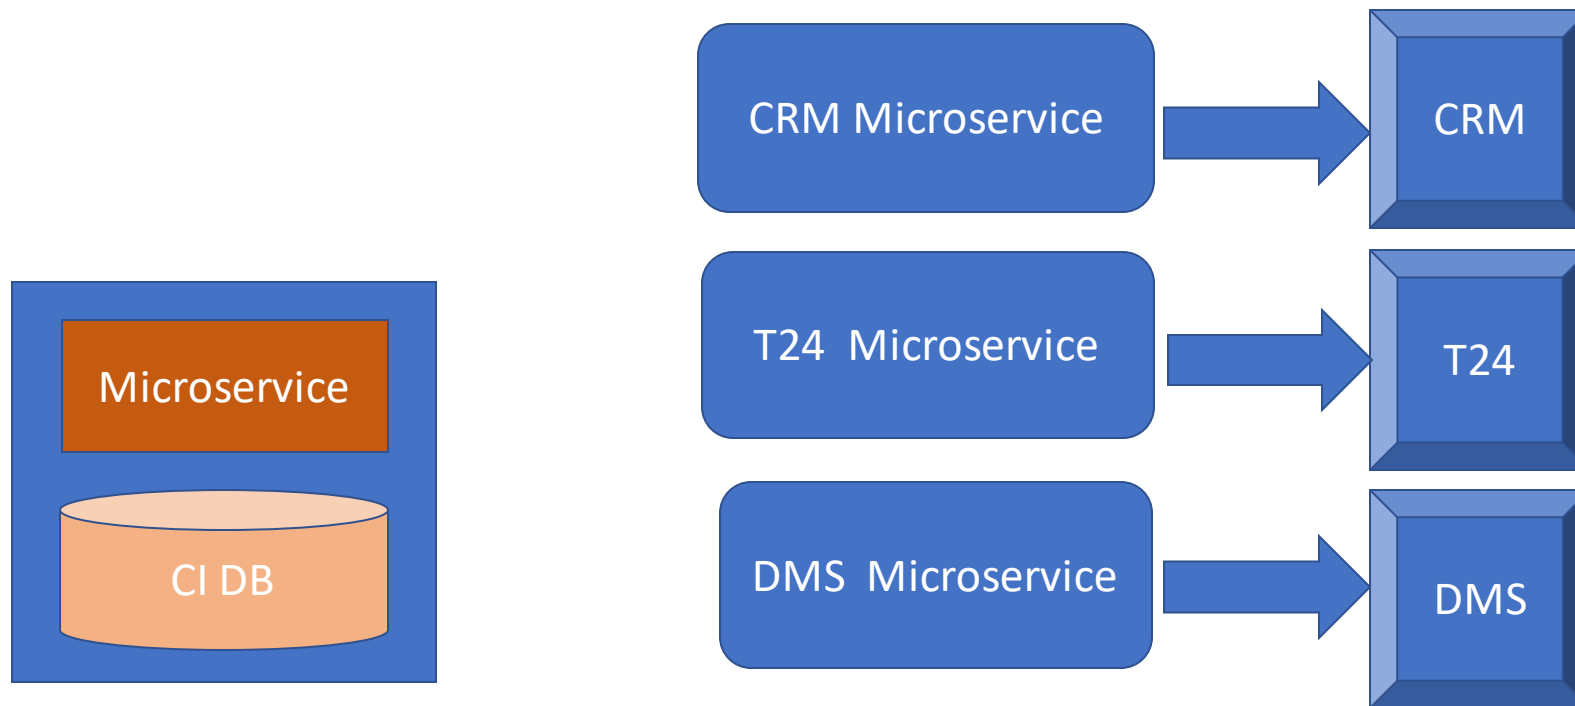 CRM Microservice
CRM
T24  Microservice
T24
Microservice
CI DB
DMS  Microservice
DMS